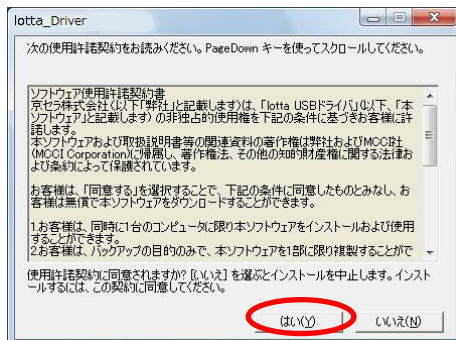 lotta_Driver
次の使用許諾契約をお読みください。PageDown キーを使ってスクロールしてください。
ソフトウェア使用許諾契約書
京セラ株式会社(以下「弊社」と記載します)は、「lotta USBドライバ」(以下、「本
ソフトウェア」と記載します) の非独占的使用権を下記の条件に基づきお客様に許
諾します。
本ソフトウェアおよび取扱説明書等の関連資料の著作権は弊社およびMCCI社
(MCCI Corporation)に帰属し、著作権法、その他の知的財産権に関する法律お
よび条約によって保護されています。
お客様は、「同意する」を選択することで、下記の条件に同意したものとみなし、お
客様は無償で本ソフトウェアをダウンロードすることができます。
1.お客様は、同時に1台のコンピュータに限り本ソフトウェアをインストールおよび使用
することができます。
2.お客様は、バックアップの目的のみで、本ソフトウェアを1部に限り複製することがで
使用許諾契約に同意されますか? [いいえ] を選ぶとインストールを中止します。インスト
ールするには、この契約に同意してください。
はい(Y)
いいえ(N)